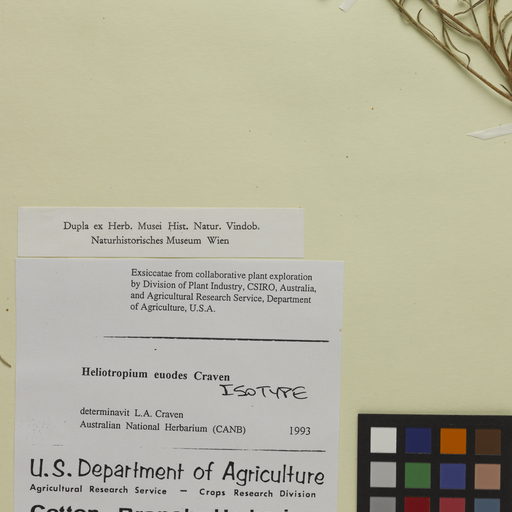 Dupla ex Herb. Musei Hist. Natur. Vindob.
Naturhistorisches Museum Wien
Exsiccatae from collaborative plant exploration
by Division of Plant Industry, CSIRO, Australia,
and Agricultural Research Service, Department
of Agriculture, U.S.A.
Heliotropium euodes Craven
ISOTYPE
determinavit L.A. Craven
Australian National Herbarium (CANB) 1993
U.S. Department of Agriculture
Agricultural Research Service — Crops Research Division
Cotton Branch